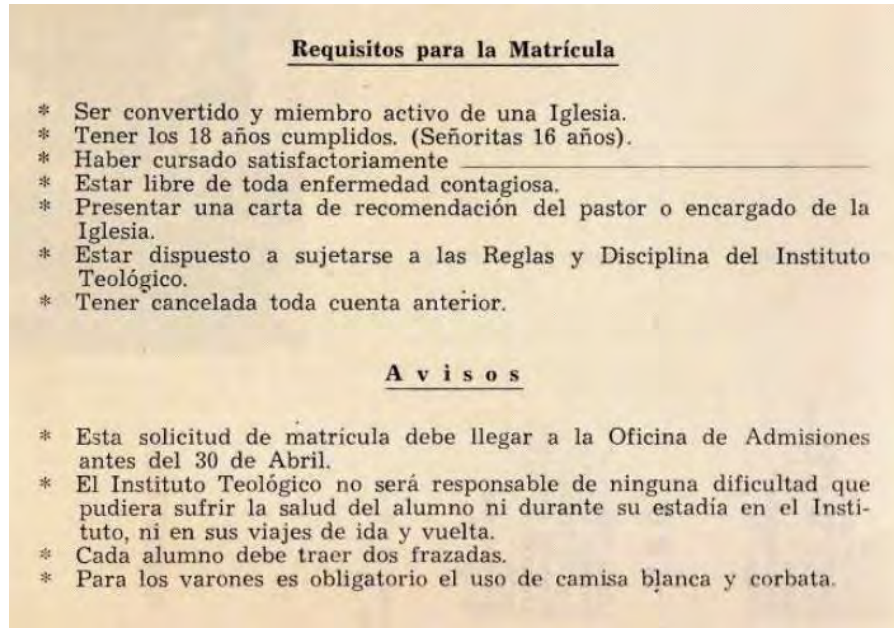 Requisitos para la Matrícula
* Ser convertido y miembro activo de una Iglesia.
* Tener los 18 años cumplidos. (Señoritas 16 años).
* Haber cursado satisfactoriamente
* Estar libre de toda enfermedad contagiosa.
* Presentar una carta de recomendación del pastor o encargado de la
Iglesia.
* Estar dispuesto a sujetarse a las Reglas y Disciplina del Instituto
Teológico.
* Tener cancelada toda cuenta anterior.
Avisos
* Esta solicitud de matrícula debe llegar a la Oficina de Admisiones
antes del 30 de Abril.
* El Instituto Teológico no será responsable de ninguna dificultad que
pudiera sufrir la salud del alumno ni durante su estadía en el Insti-
tuto, ni en sus viajes de ida y vuelta.
* Cada alumno debe traer dos frazadas.
* Para los varones es obligatorio el uso de camisa blanca y corbata.